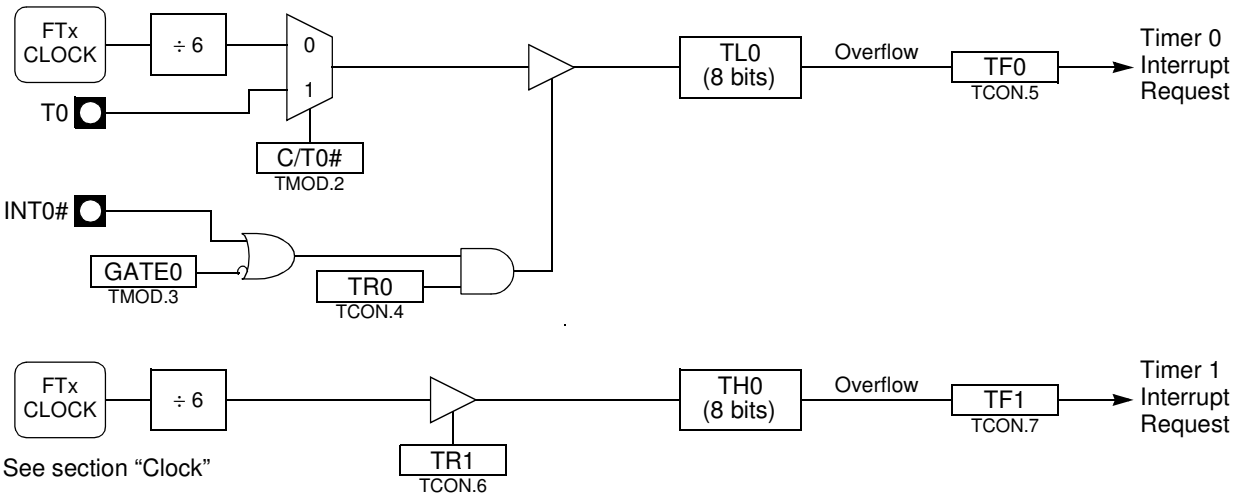 FTx
CLOCK
÷ 6
0
1
T0
C/T0#
TMOD.2
TL0
(8 bits)
Overflow
TF0
TCON.5
Timer 0
Interrupt
Request
INT0#
GATE0
TMOD.3
TR0
TCON.4
FTx
CLOCK
÷ 6
TR1
TCON.6
TH0
(8 bits)
Overflow
TF1
TCON.7
Timer 1
Interrupt
Request
See section “Clock”